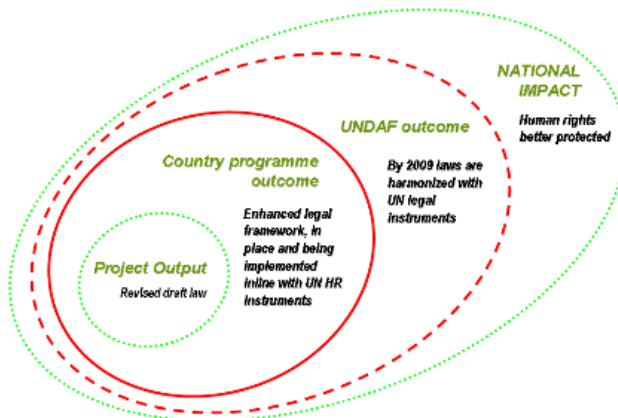 NATIONAL
IMPACT
Human rights
better protected
UNDAF outcome
By 2009 laws are
harmonized with
UN legal
instruments
Country programme
outcome
Enhanced legal
framework, in
place and being
implemented
inline with UN HR
instruments
Project Output
Revised draft law